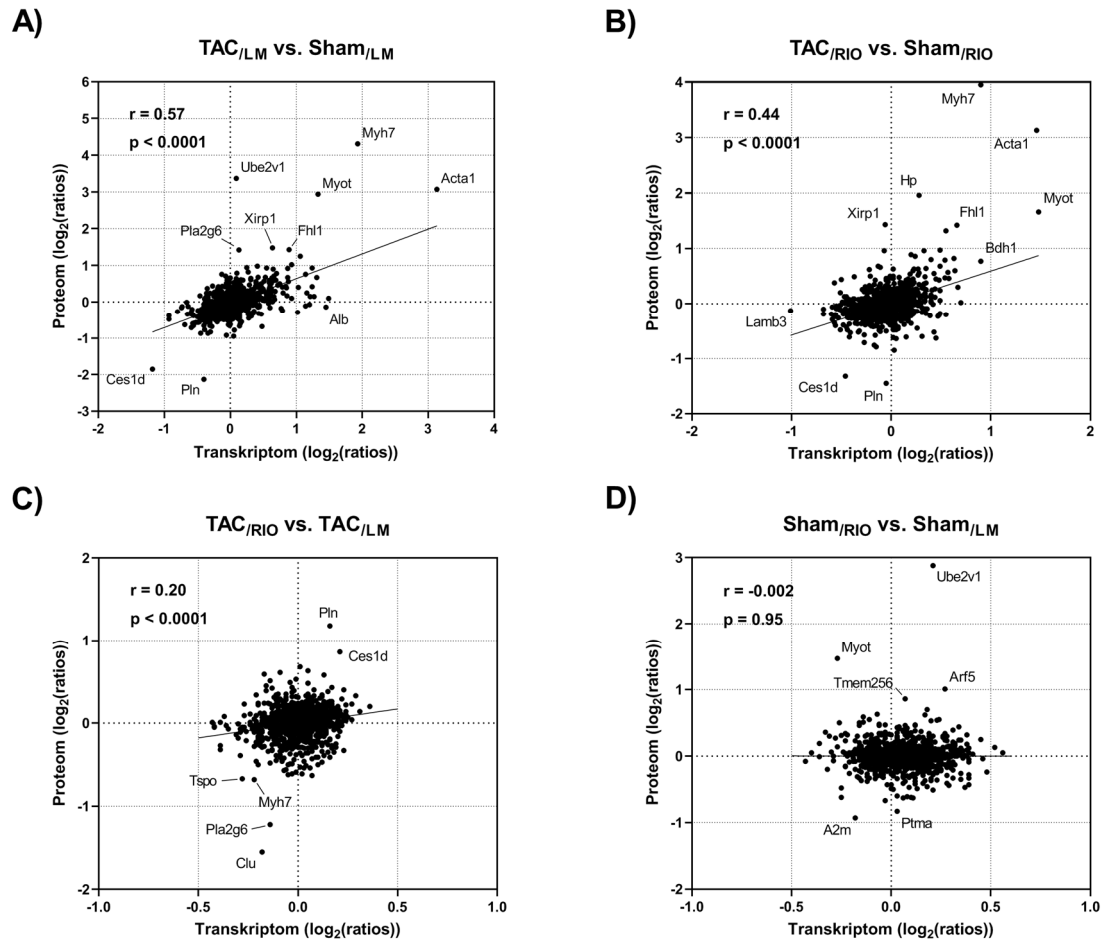 A)
TAC/LM vs. Sham/LM
r = 0.57
p < 0.0001
6
5
4
3
2
1
0
-1
-2
-3
Proteom (log2(ratios))
Myh7
Ube2v1
Myot
Acta1
Xirp1
Pla2g6
Fhl1
Alb
Ces1d
Pln
-2 -1 0 1 2 3 4
Transkriptom (log2(ratios))
B)
TAC/RIO vs. Sham/RIO
r = 0.44
p < 0.0001
4
3
2
1
0
-1
-2
Proteom (log2(ratios))
Myh7
Acta1
Hp
Myot
Xirp1
Fhl1
Bdh1
Lamb3
Ces1d
Pln
-2 -1 0 1 2
Transkriptom (log2(ratios))
C)
TAC/RIO vs. TAC/LM
r = 0.20
p < 0.0001
2
1
0
-1
-2
Proteom (log2(ratios))
Pln
Ces1d
Tspo
Myh7
Pla2g6
Clu
-1.0 -0.5 0.0 0.5 1.0
Transkriptom (log2(ratios))
D)
Sham/RIO vs. Sham/LM
r = -0.002
p = 0.95
3
2
1
0
-1
-2
Proteom (log2(ratios))
Ube2v1
Myot
Tmem256
Arf5
A2m
Ptma
-1.0 -0.5 0.0 0.5 1.0
Transkriptom (log2(ratios))